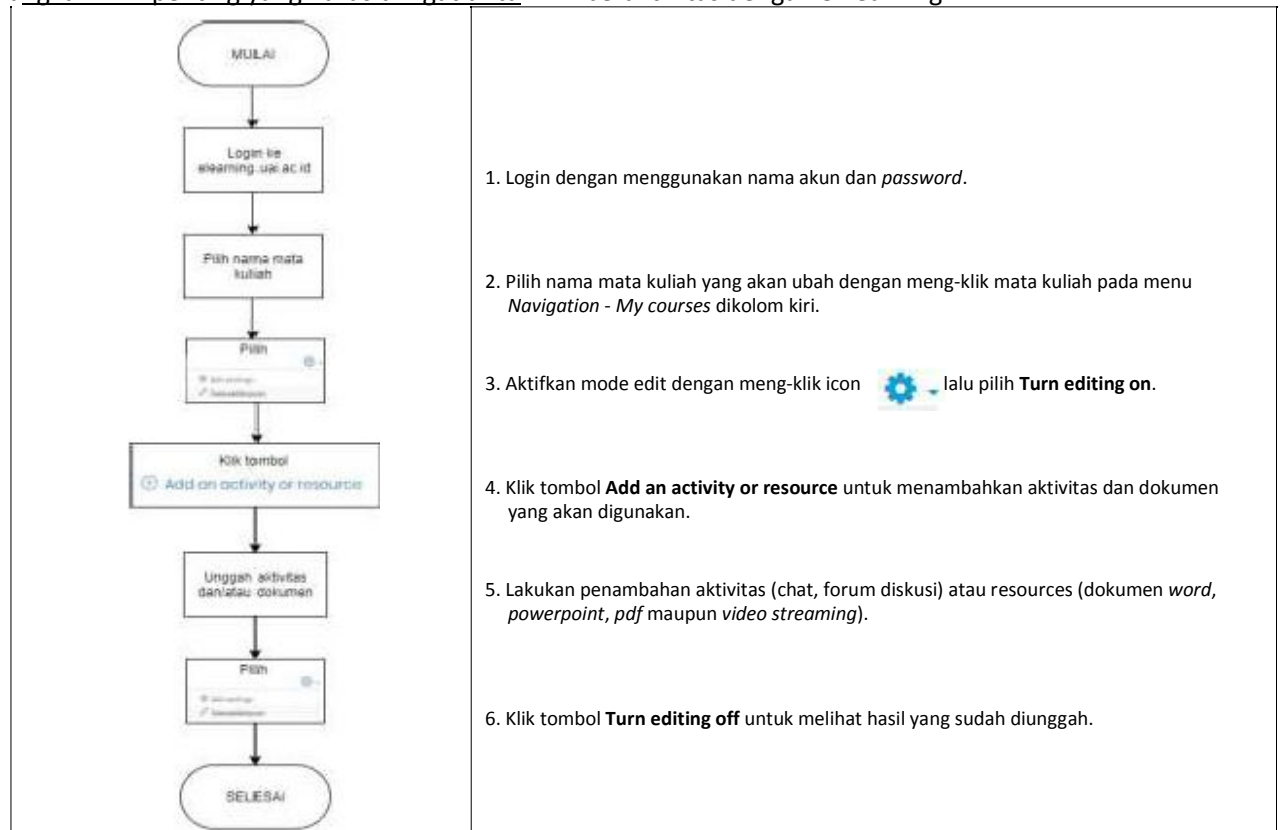 MULAI
Login ke
elearning.uai.ac.id
Pilih nama mata
kuliah
Pilih
Klik tombol
Add an activity or resource
Unggah aktivitas
dan/atau dokumen
Pilih
SELESAI
1. Login dengan menggunakan nama akun dan password.
2. Pilih nama mata kuliah yang akan ubah dengan meng-klik mata kuliah pada menu
Navigation - My courses dikolom kiri.
3. Aktifkan mode edit dengan meng-klik icon lalu pilih Turn editing on.
4. Klik tombol Add an activity or resource untuk menambahkan aktivitas dan dokumen
yang akan digunakan.
5. Lakukan penambahan aktivitas (chat, forum diskusi) atau resources (dokumen word,
powerpoint, pdf maupun video streaming).
6. Klik tombol Turn editing off untuk melihat hasil yang sudah diunggah.